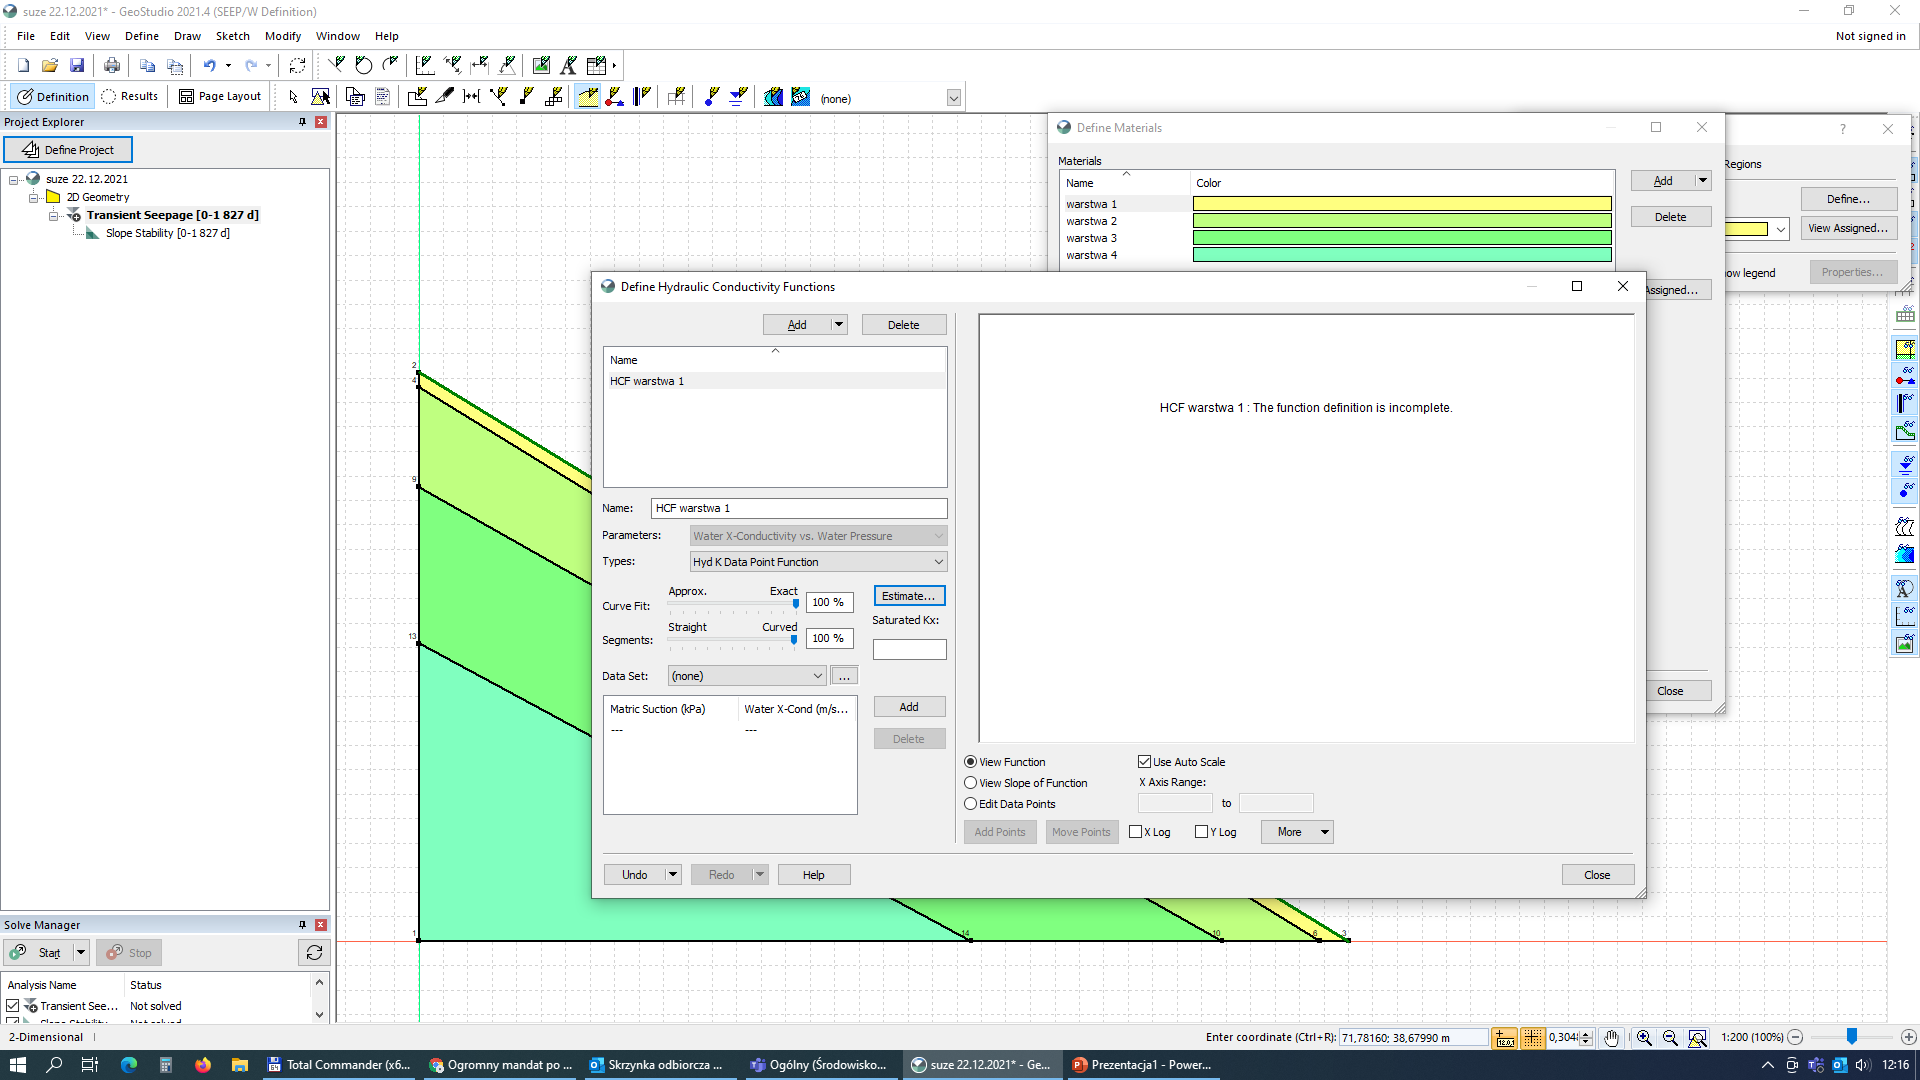 suze 22.12.2021* - GeoStudio 2021.4 (SEEP/W Definition)
File Edit View Define Draw Sketch Modify Window Help
Not signed in
Definition Results Page Layout (none)
Project Explorer
Define Project
suze 22.12.2021
2D Geometry
Transient Seepage [0-1 827 d]
Slope Stability [0-1 827 d]
Define Materials
Materials
Name Color
warstwa 1
warstwa 2
warstwa 3
warstwa 4
Add
Delete
Assigned...
Close
Regions
Define...
View Assigned...
ow legend
Properties...
Define Hydraulic Conductivity Functions
Add Delete
Name
HCF warstwa 1
Name: HCF warstwa 1
Parameters: Water X-Conductivity vs. Water Pressure
Types: Hyd K Data Point Function
Approx. Exact
Curve Fit: 100 %
Estimate...
Straight Curved
Segments: 100 %
Saturated Kx:
Data Set: (none) ...
Matric Suction (kPa) Water X-Cond (m/s...
--- ---
Add
Delete
HCF warstwa 1 : The function definition is incomplete.
View Function
View Slope of Function
Edit Data Points
Use Auto Scale
X Axis Range:
to
Add Points Move Points X Log Y Log More
Undo Redo Help Close
2
4
9
13
1
14
10
6
3
Solve Manager
Start Stop
Analysis Name Status
Transient See... Not solved
2-Dimensional
Enter coordinate (Ctrl+R): 71,78160; 38,67990 m
1:200 (100%)
Total Commander (x6...
Ogromny mandat po ...
Skrzynka odbiorcza ...
Ogólny (Środowisko...
suze 22.12.2021* - Ge...
Prezentacja1 - Power...
12:16